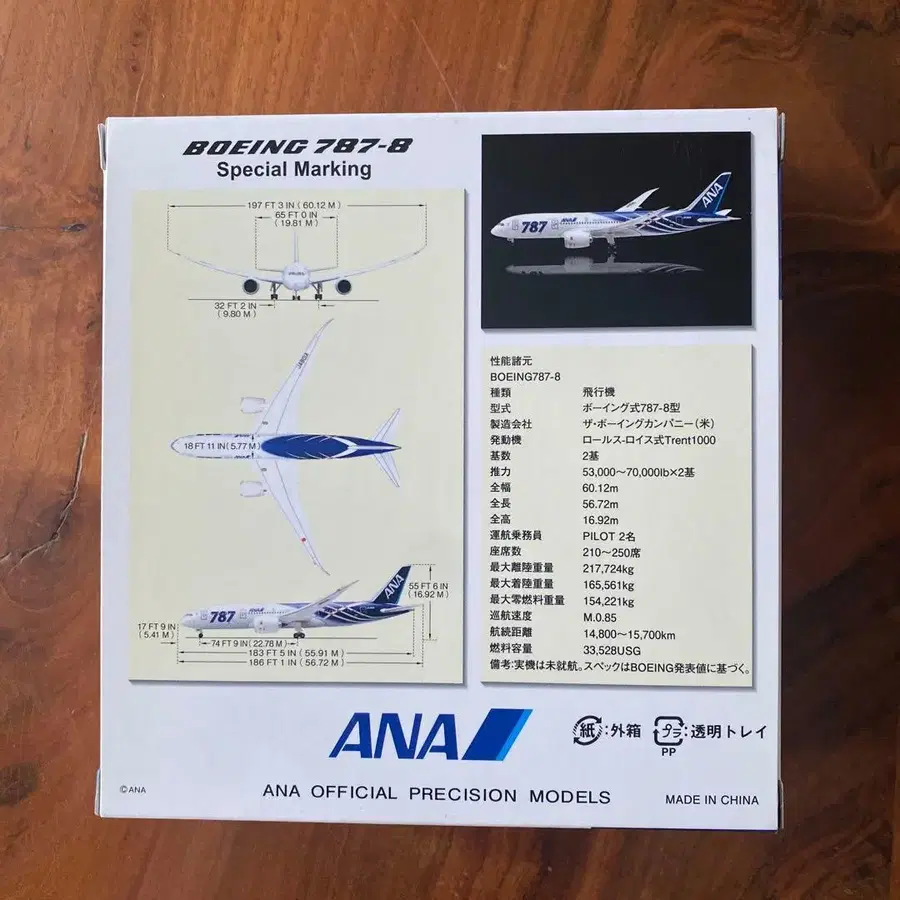 BOEING 787-8
Special Marking
197 FT 3 IN (60.12 M)
65 FT 0 IN
(19.81 M)
32 FT 2 IN
(9.80 M)
18 FT 11 IN (5.77 M)
ANA
787
ANA
55 FT 6 IN
(16.92 M)
17 FT 9 IN
(5.41 M)
74 FT 9 IN (22.78 M)
183 FT 5 IN (55.91 M)
186 FT 1 IN (56.72 M)
ANA
787
ANA
性能諸元
BOEING787-8
種類 飛行機
型式 ボーイング式787-8型
製造会社 ザ・ボーイングカンパニー(米)
発動機 ロールス-ロイス式Trent1000
基数 2基
推力 53,000〜70,000lb×2基
全幅 60.12m
全長 56.72m
全高 16.92m
運航乗務員 PILOT 2名
座席数 210〜250席
最大離陸重量 217,724kg
最大着陸重量 165,561kg
最大零燃料重量 154,221kg
巡航速度 M.0.85
航続距離 14,800〜15,700km
燃料容量 33,528USG
備考:実機は未就航。スペックはBOEING発表値に基づく。
ANA
紙:外箱 プラ:透明トレイ
PP
©ANA
ANA OFFICIAL PRECISION MODELS
MADE IN CHINA